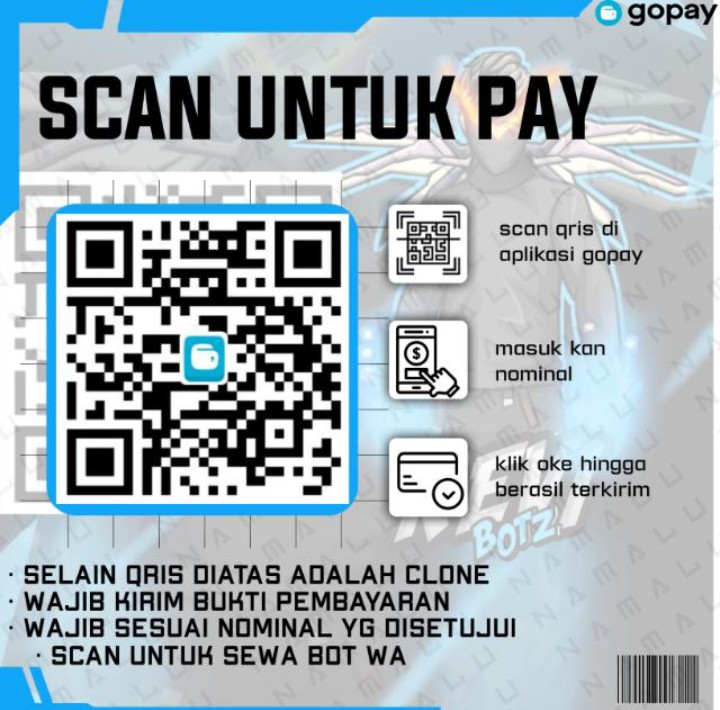 gopay
SCAN UNTUK PAY
scan qris di
aplikasi gopay
masuk kan
nominal
klik oke hingga
berasil terkirim
BOTZ
· SELAIN QRIS DIATAS ADALAH CLONE
· WAJIB KIRIM BUKTI PEMBAYARAN
· WAJIB SESUAI NOMINAL YG DISETUJUI
· SCAN UNTUK SEWA BOT WA
NAMALU